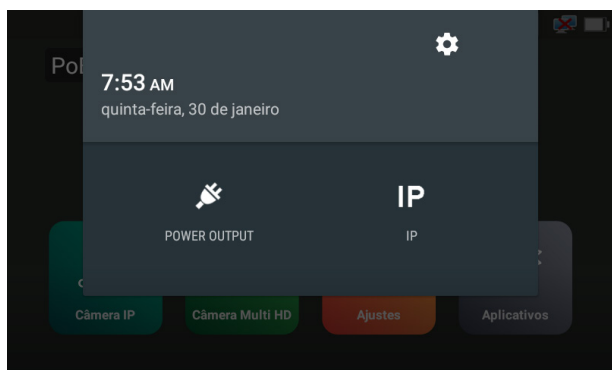 Pol
7:53 AM
quinta-feira, 30 de janeiro
IP
POWER OUTPUT
IP
Câmera IP
Câmera Multi HD
Ajustes
Aplicativos